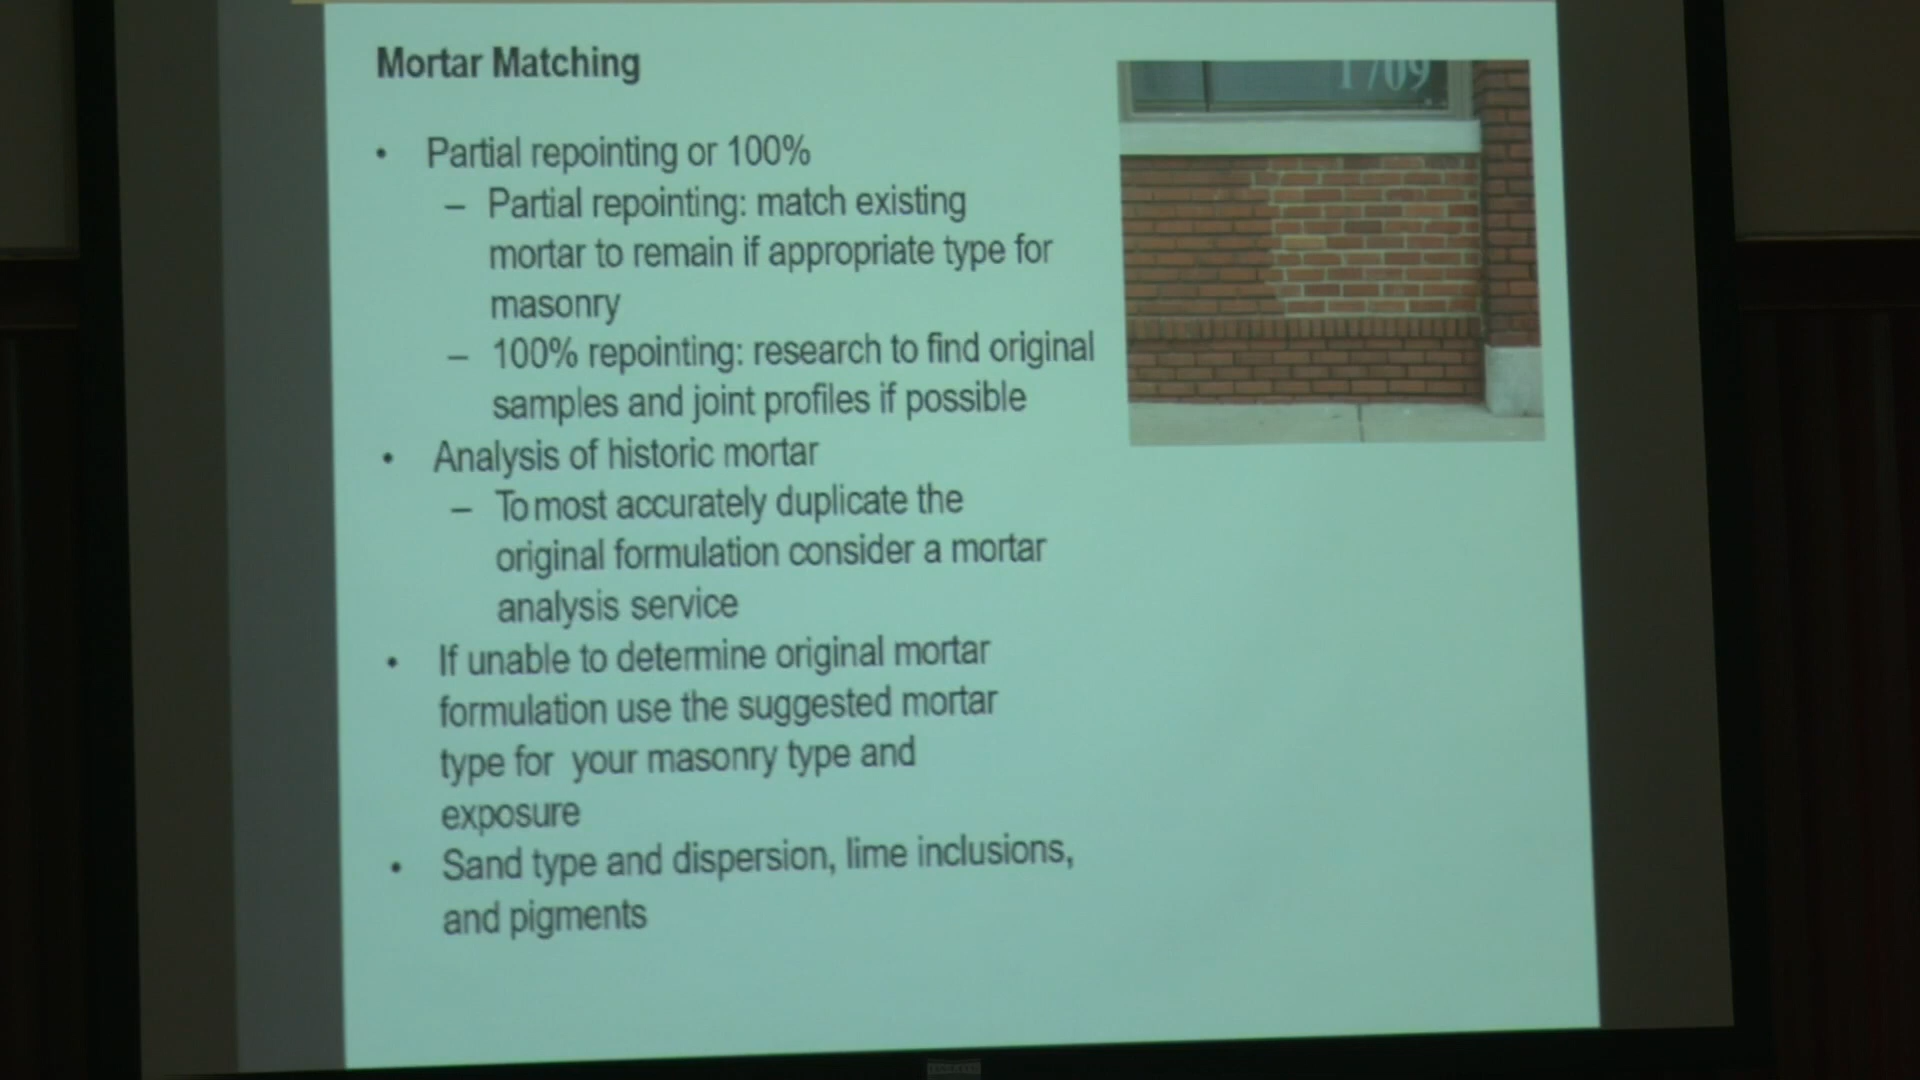 Mortar Matching
• Partial repointing or 100%
– Partial repointing: match existing
mortar to remain if appropriate type for
masonry
– 100% repointing: research to find original
samples and joint profiles if possible
• Analysis of historic mortar
– To most accurately duplicate the
original formulation consider a mortar
analysis service
• If unable to determine original mortar
formulation use the suggested mortar
type for your masonry type and
exposure
• Sand type and dispersion, lime inclusions,
and pigments
1709